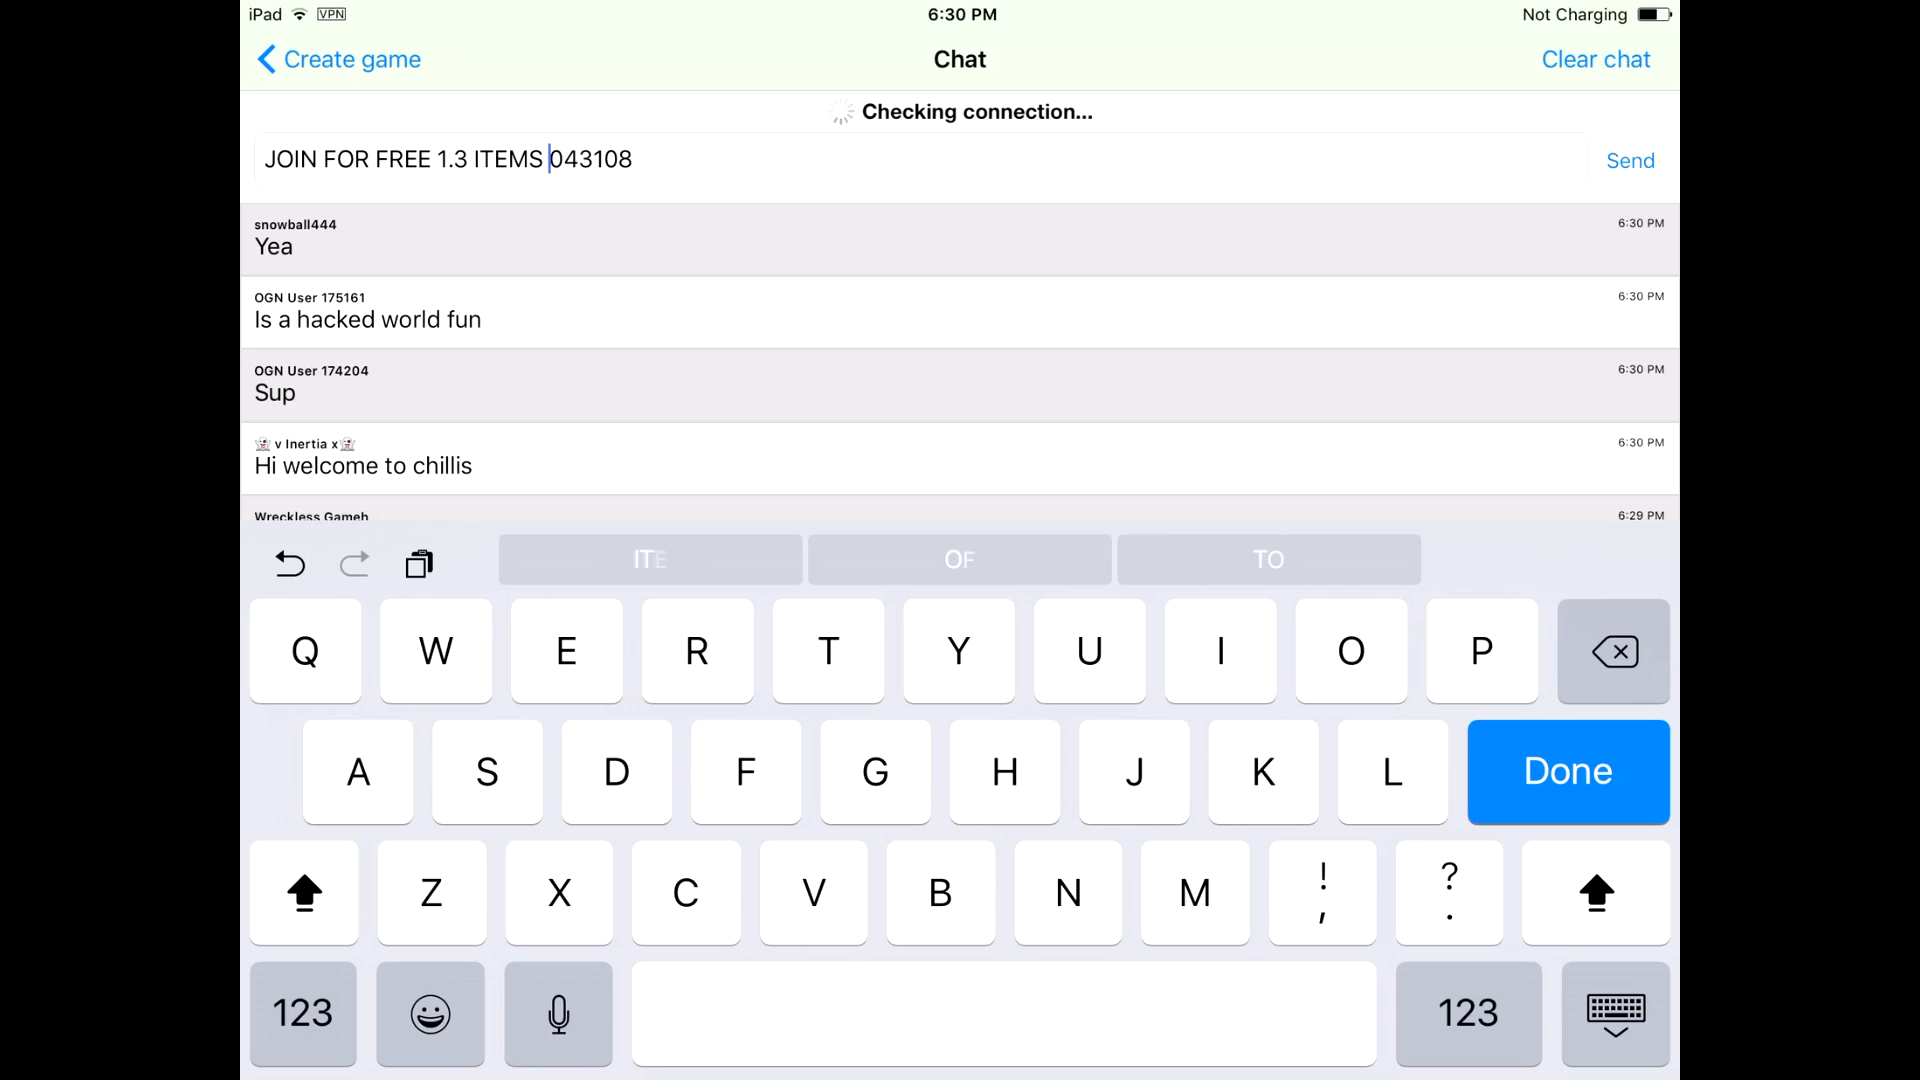 iPad VPN 6:30 PM Not Charging
Create game Chat Clear chat
Checking connection...
JOIN FOR FREE 1.3 ITEMS 043108 Send
snowball444 6:30 PM
Yea
OGN User 175161 6:30 PM
Is a hacked world fun
OGN User 174204 6:30 PM
Sup
👻 v Inertia x👻 6:30 PM
Hi welcome to chillis
Wreckless Gameh 6:29 PM
ITE OF TO
Q W E R T Y U I O P
A S D F G H J K L Done
Z X C V B N M ! , ? .
123 123